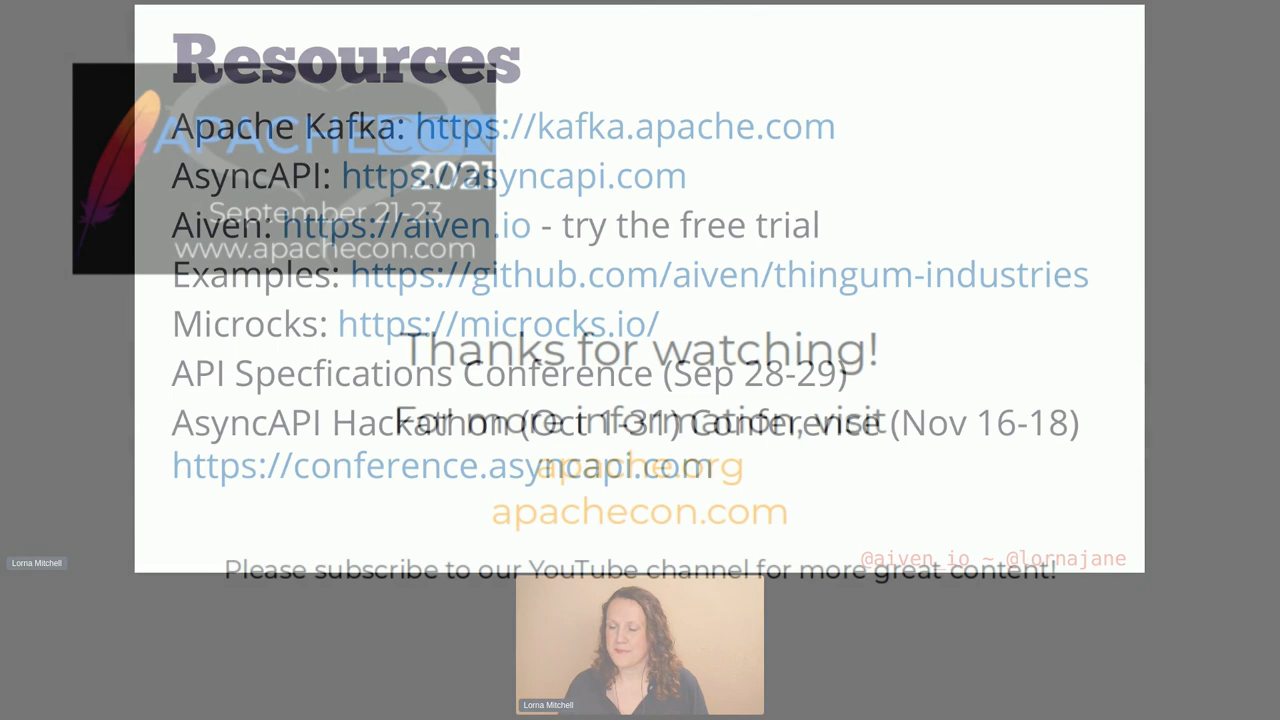 Resources
Apache Kafka: https://kafka.apache.com
AsyncAPI: https://asyncapi.com
Aiven: https://aiven.io - try the free trial
Examples: https://github.com/aiven/thingum-industries
Microcks: https://microcks.io/
API Specfications Conference (Sep 28-29)
AsyncAPI Hackathon (Oct 1-31) Conference (Nov 16-18)
https://conference.asyncapi.com
@aiven_io ~ @lornajane
APACHECON
2021
September 21-23
www.apachecon.com
Thanks for watching!
For more information, visit
apache.org
apachecon.com
Please subscribe to our YouTube channel for more great content!
Lorna Mitchell
Lorna Mitchell